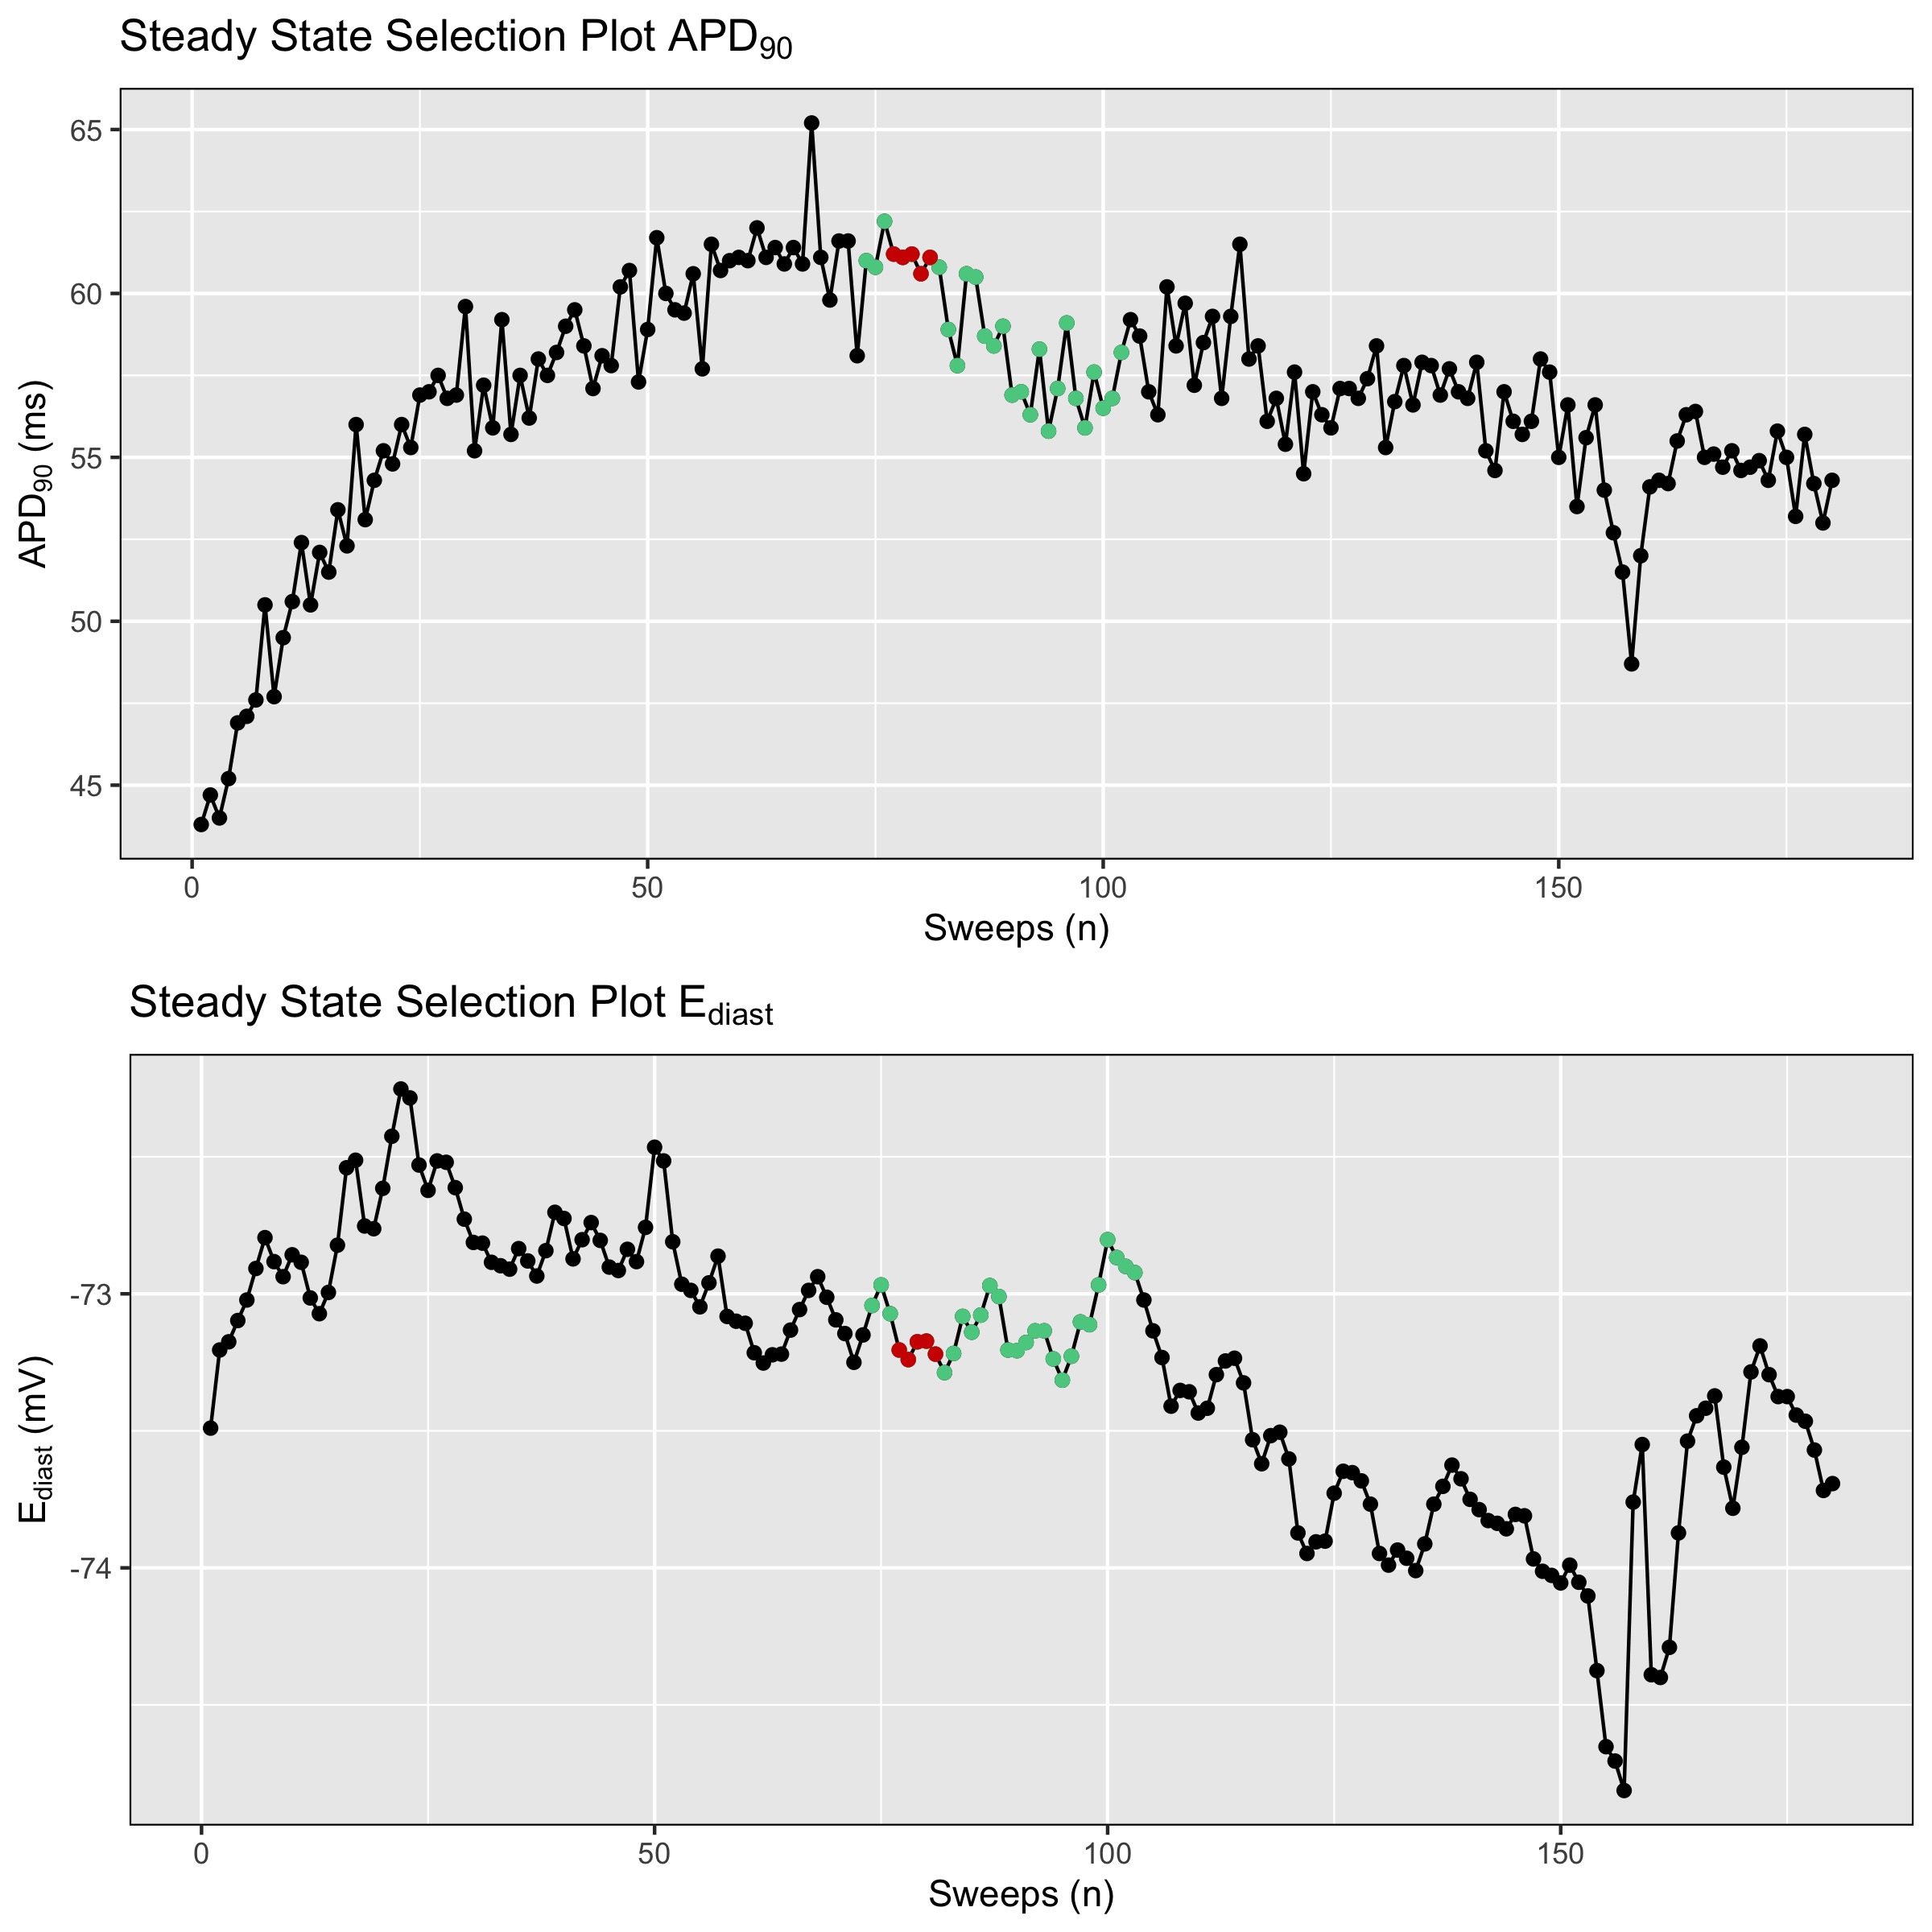 Steady State Selection Plot APD90
65
60
55
50
45
APD90 (ms)
0 50 100 150
Sweeps (n)
Steady State Selection Plot Ediast
-73
-74
Ediast (mV)
0 50 100 150
Sweeps (n)